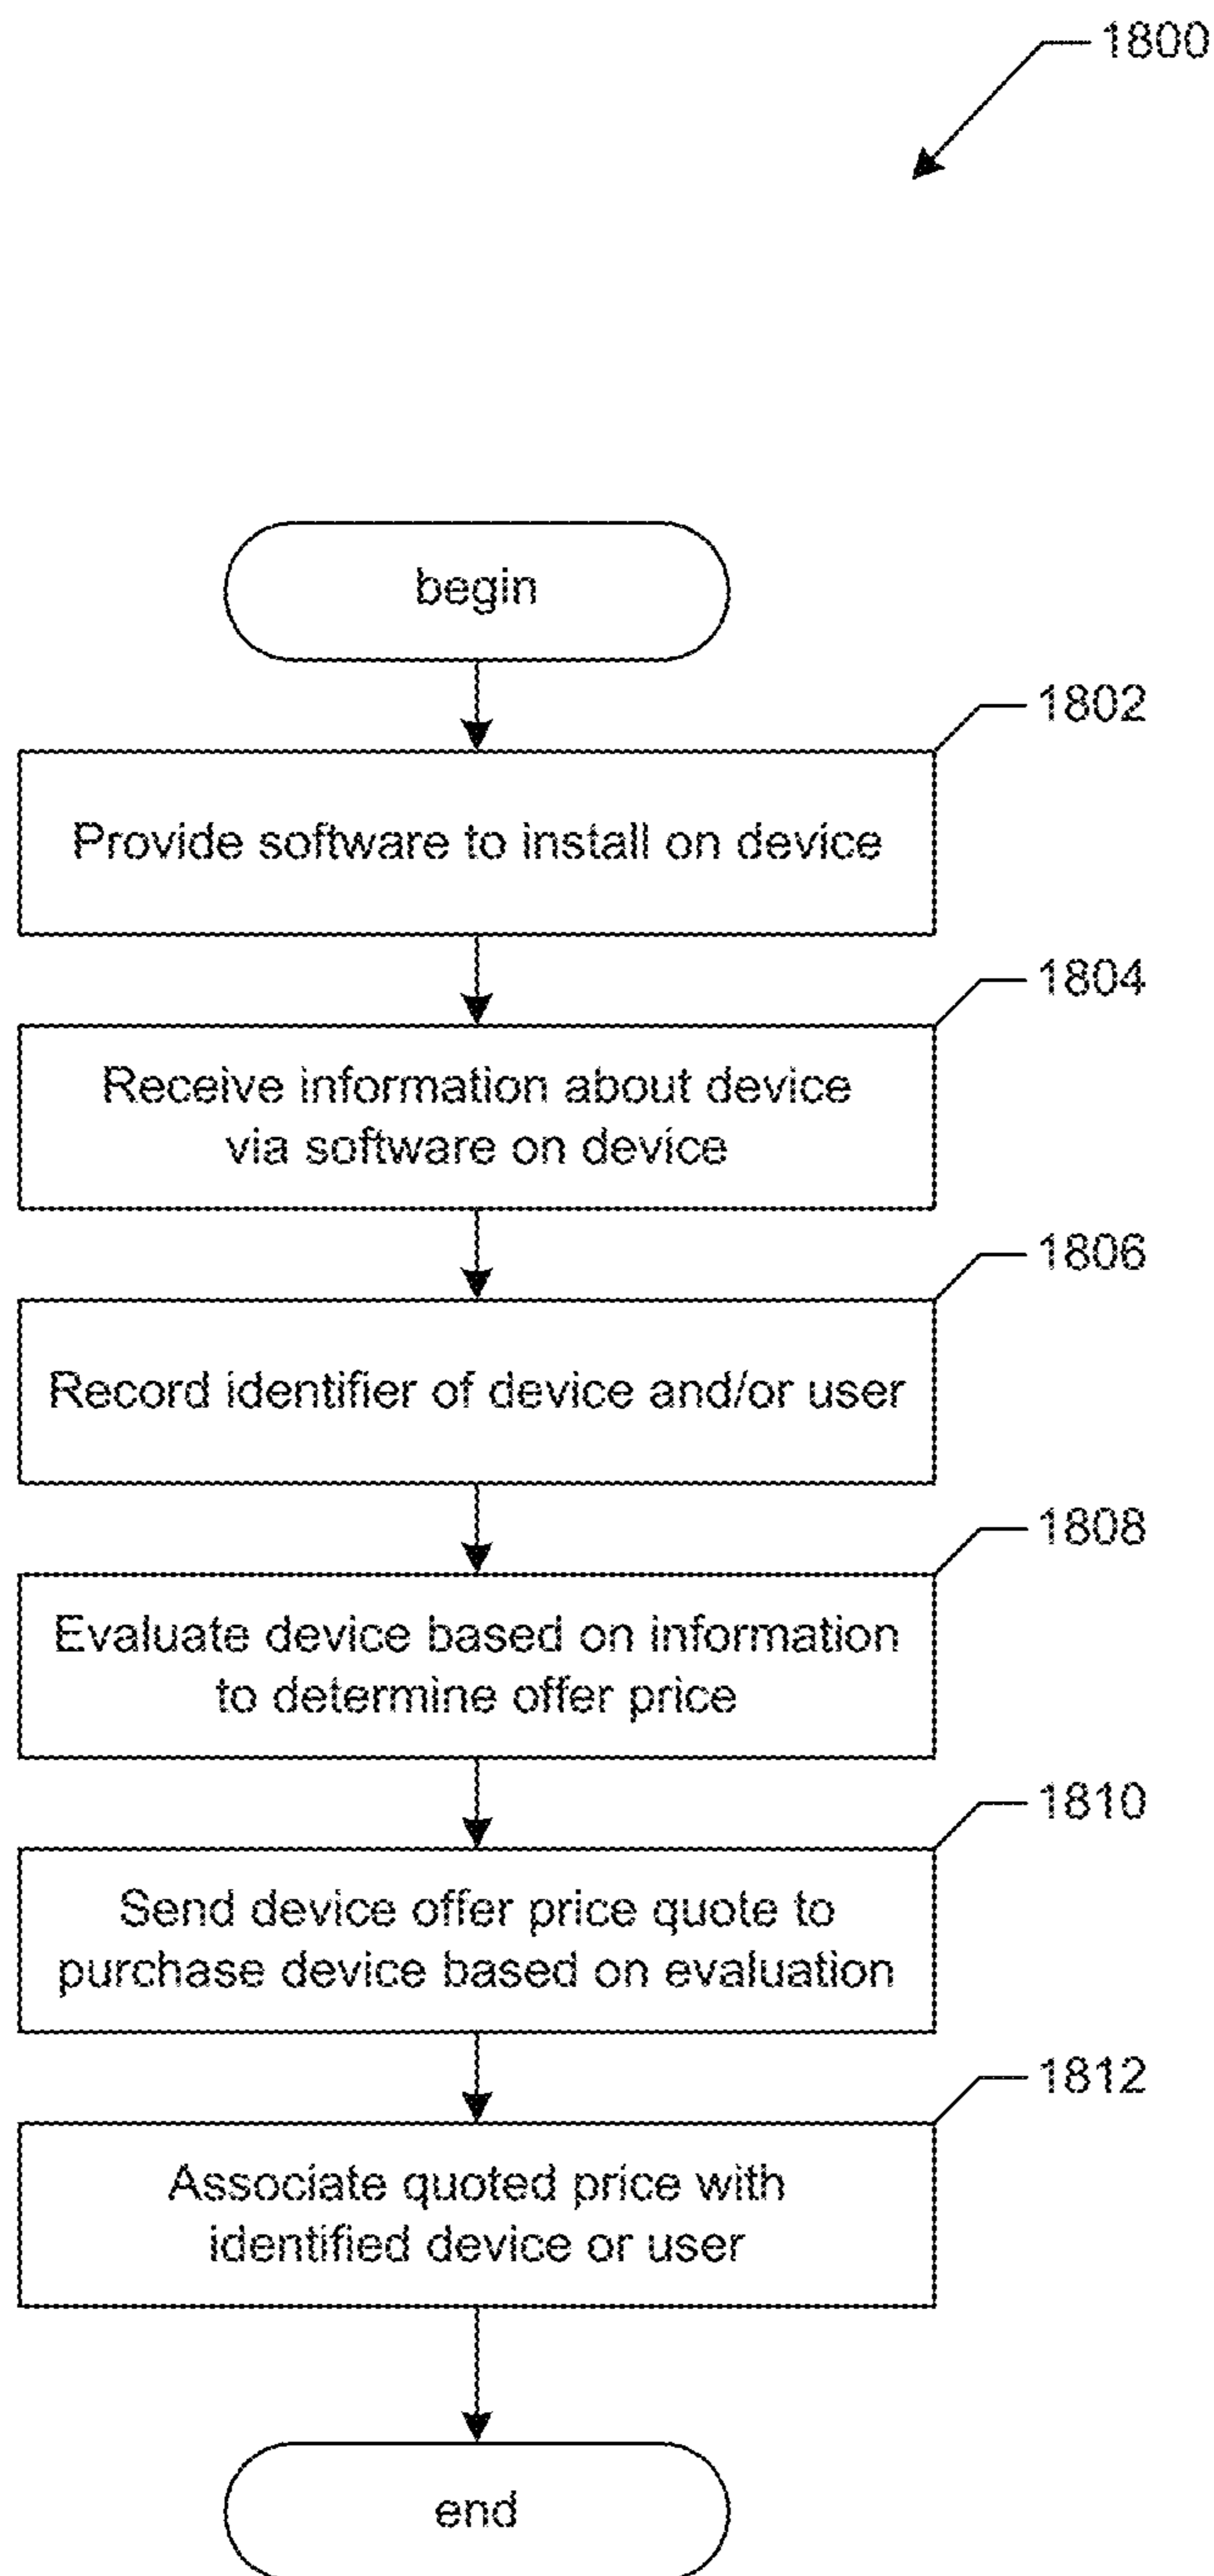 1800
begin
1802
Provide software to install on device
1804
Receive information about device
via software on device
1806
Record identifier of device and/or user
1808
Evaluate device based on information
to determine offer price
1810
Send device offer price quote to
purchase device based on evaluation
1812
Associate quoted price with
identified device or user
end